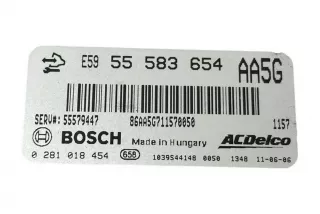 E59 55 583 654 AA5G
SERV#: 55579447 86AA5G711570050 1157
BOSCH Made in Hungary ACDelco
0 281 018 454 658 1039S44148 0050 1348 11-06-06